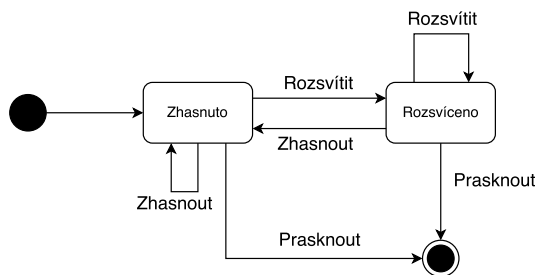 Rozsvítit
Rozsvítit
Zhasnuto
Rozsvíceno
Zhasnout
Zhasnout
Prasknout
Prasknout